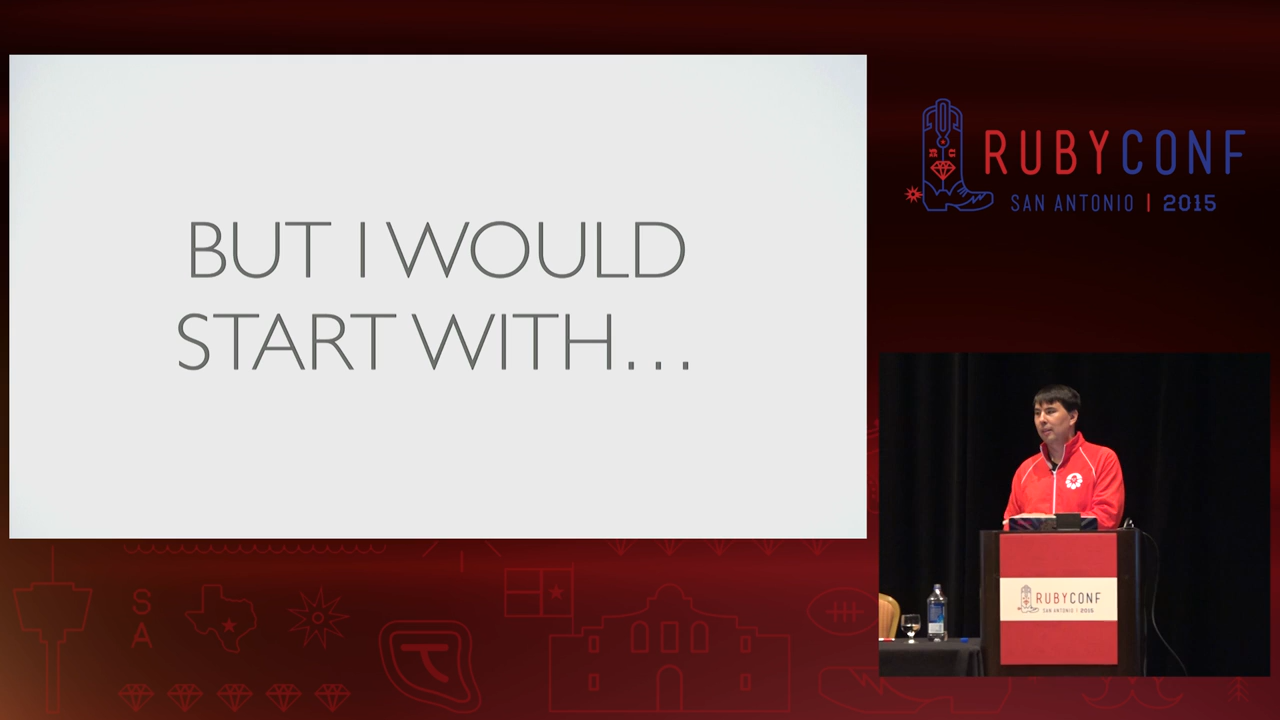 BUT I WOULD
START WITH...
RUBYCONF
SAN ANTONIO | 2015
S
A
RUBYCONF
SAN ANTONIO | 2015